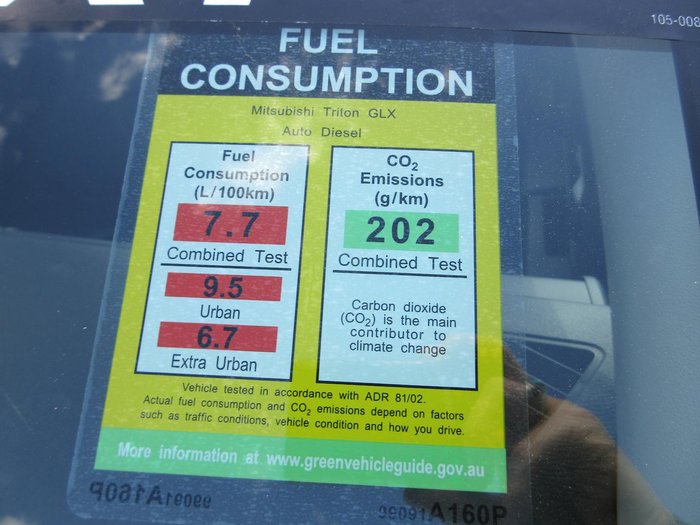 105-008
FUEL
CONSUMPTION
Mitsubishi Triton GLX
Auto Diesel
Fuel
Consumption
(L/100km)
7.7
Combined Test
9.5
Urban
6.7
Extra Urban
CO₂
Emissions
(g/km)
202
Combined Test
Carbon dioxide
(CO₂) is the main
contributor to
climate change
Vehicle tested in accordance with ADR 81/02.
Actual fuel consumption and CO₂ emissions depend on factors
such as traffic conditions, vehicle condition and how you drive.
More information at www.greenvehicleguide.gov.au
A160P